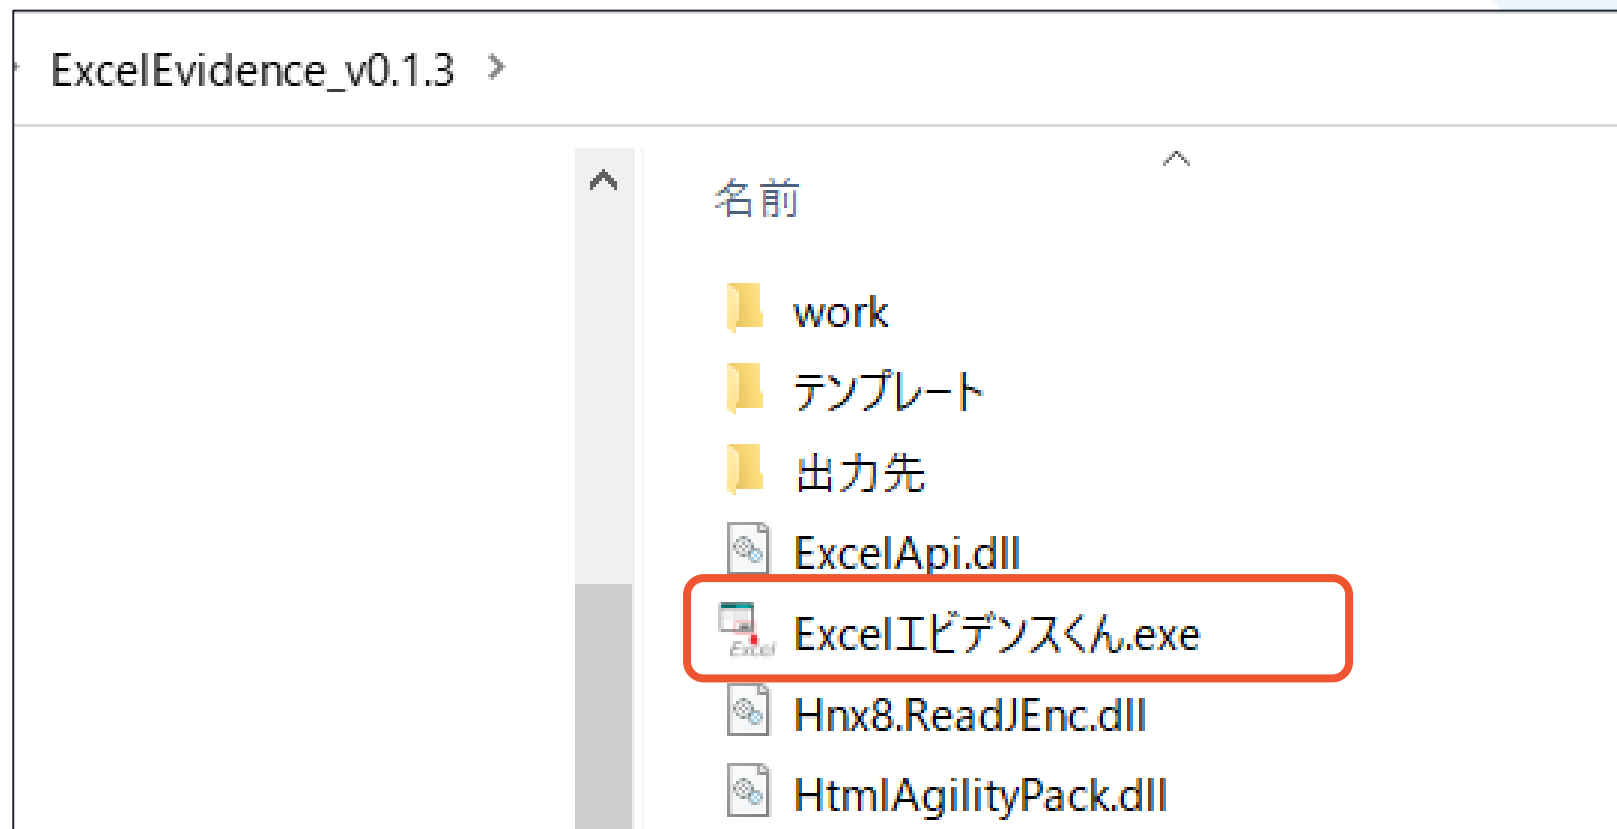 ExcelEvidence_v0.1.3
名前
work
テンプレート
出力先
ExcelApi.dll
Excel
Excelエビデンスくん.exe
Hnx8.ReadJEnc.dll
HtmlAgilityPack.dll